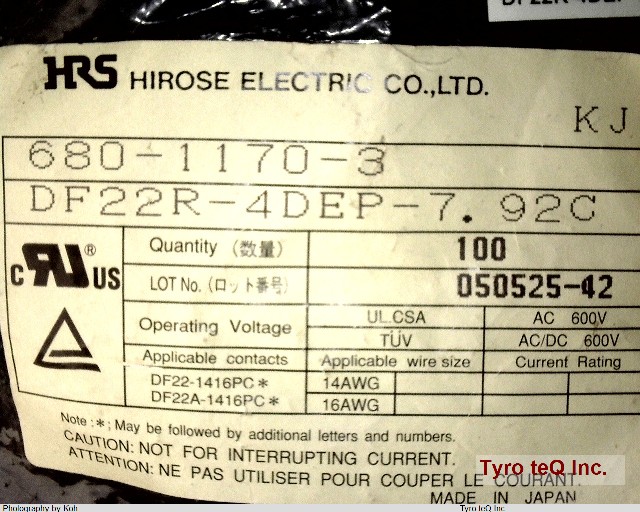 DF22R-4DEP
HRS HIROSE ELECTRIC CO.,LTD.
KJ
680-1170-3
DF22R-4DEP-7.92C
Quantity (数量) 100
c RU ® US
LOT No. (ロット番号) 050525-42
Operating Voltage UL.CSA AC 600V
TÜV AC/DC 600V
Applicable contacts Applicable wire size Current Rating
DF22-1416PC* 14AWG
DF22A-1416PC* 16AWG
Note :*; May be followed by additional letters and numbers.
CAUTION: NOT FOR INTERRUPTING CURRENT.
ATTENTION: NE PAS UTILISER POUR COUPER LE COURANT.
Tyro teQ Inc.
MADE IN JAPAN
Photography by Koh
Tyro teQ Inc